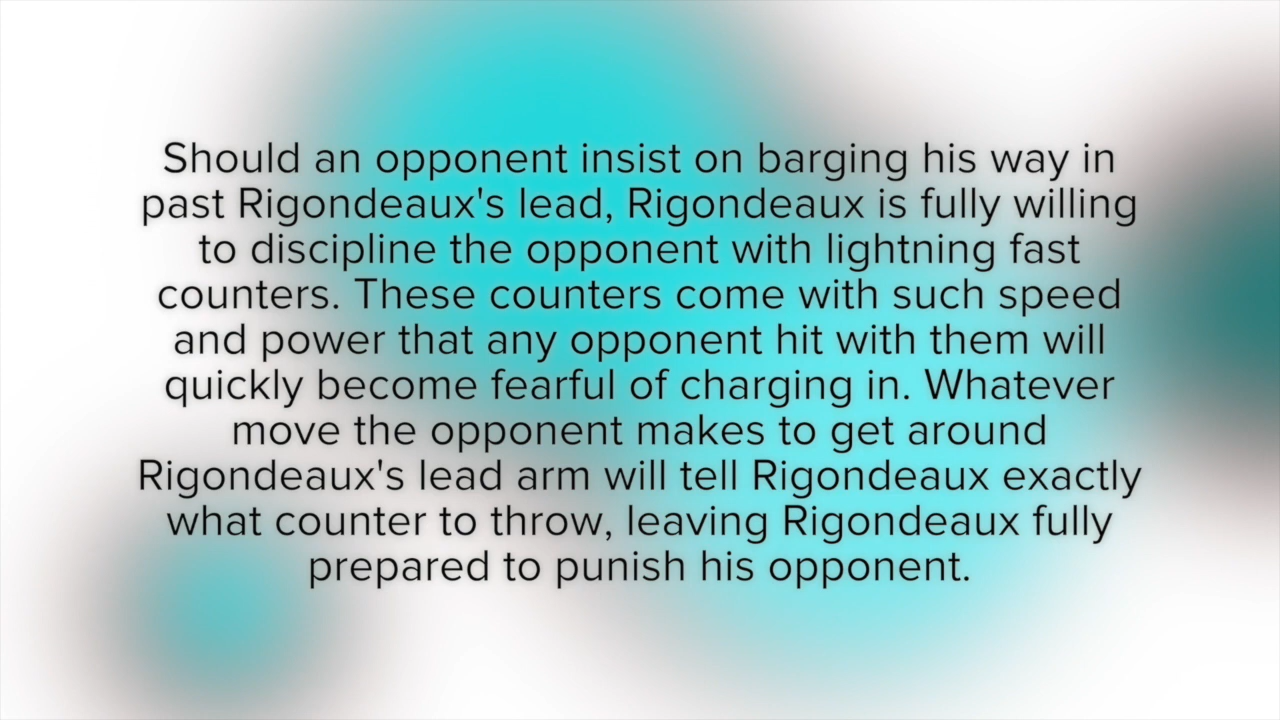 Should an opponent insist on barging his way in
past Rigondeaux's lead, Rigondeaux is fully willing
to discipline the opponent with lightning fast
counters. These counters come with such speed
and power that any opponent hit with them will
quickly become fearful of charging in. Whatever
move the opponent makes to get around
Rigondeaux's lead arm will tell Rigondeaux exactly
what counter to throw, leaving Rigondeaux fully
prepared to punish his opponent.